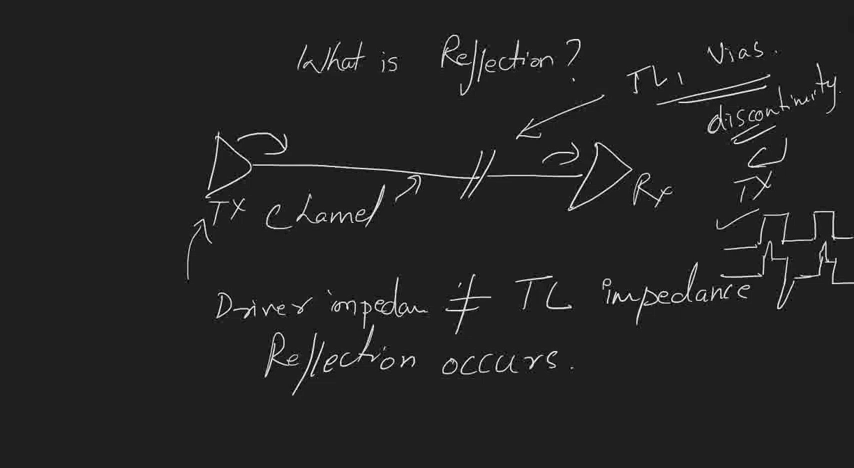 What is Reflection?
TL, Vias.
discontinuity.
TX
TX Channel
Rx
Driver impedan ≠ TL impedance
Reflection occurs.